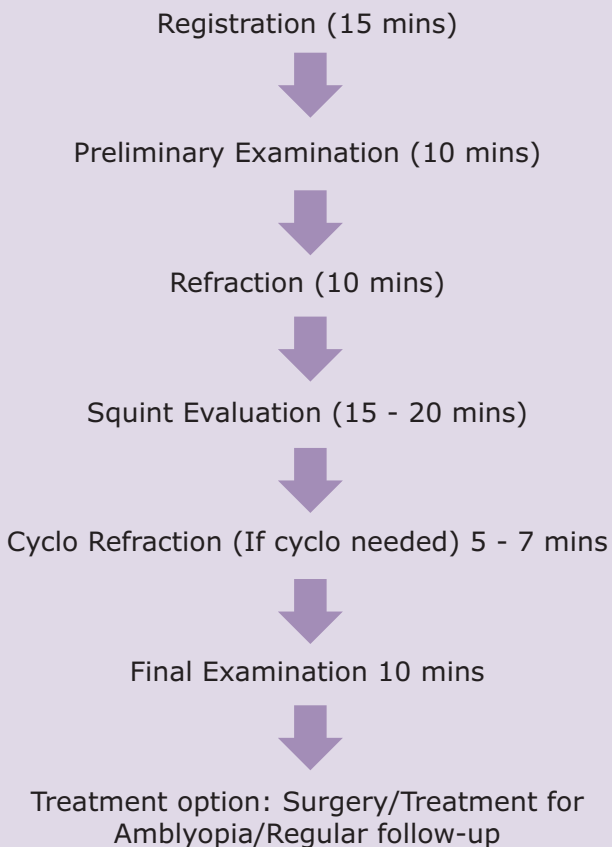 Registration (15 mins)
Preliminary Examination (10 mins)
Refraction (10 mins)
Squint Evaluation (15 - 20 mins)
Cyclo Refraction (If cyclo needed) 5 - 7 mins
Final Examination 10 mins
Treatment option: Surgery/Treatment for
Amblyopia/Regular follow-up